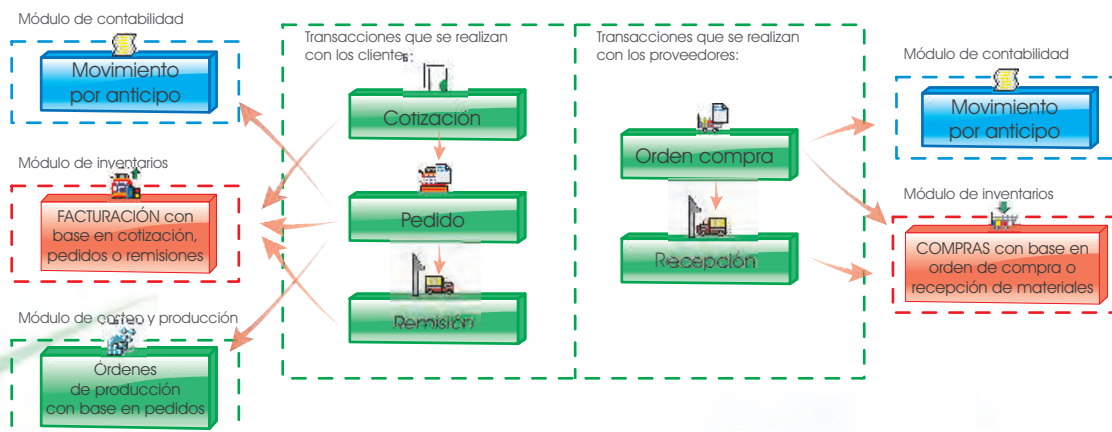 Módulo de contabilidad
Movimiento
por anticipo
Módulo de inventarios
FACTURACIÓN con
base en cotización,
pedidos o remisiones
Módulo de costeo y producción
Órdenes
de producción
con base en pedidos
Transacciones que se realizan
con los clientes:
Cotización
Pedido
Remisión
Transacciones que se realizan
con los proveedores:
Orden compra
Recepción
Módulo de contabilidad
Movimiento
por anticipo
Módulo de inventarios
COMPRAS con base en
orden de compra o
recepción de materiales